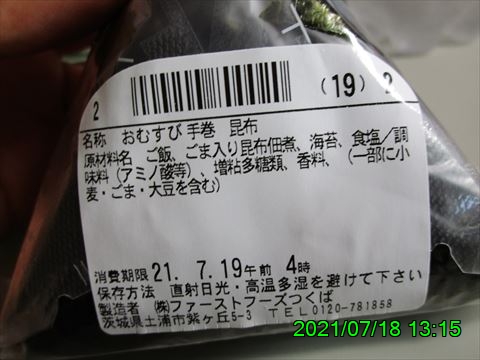 2 (19) 2
名称 おむすび手巻 昆布
原材料名 ご飯、ごま入り昆布佃煮、海苔、食塩／調
味料（アミノ酸等）、増粘多糖類、香料、（一部に小
麦・ごま・大豆を含む）
消費期限21. 7.19午前 4時
保存方法 直射日光・高温多湿を避けて下さい
製造者 (株)ファーストフーズつくば
茨城県土浦市紫ヶ丘5-3 TEL0120-781858
2021/07/18 13:15